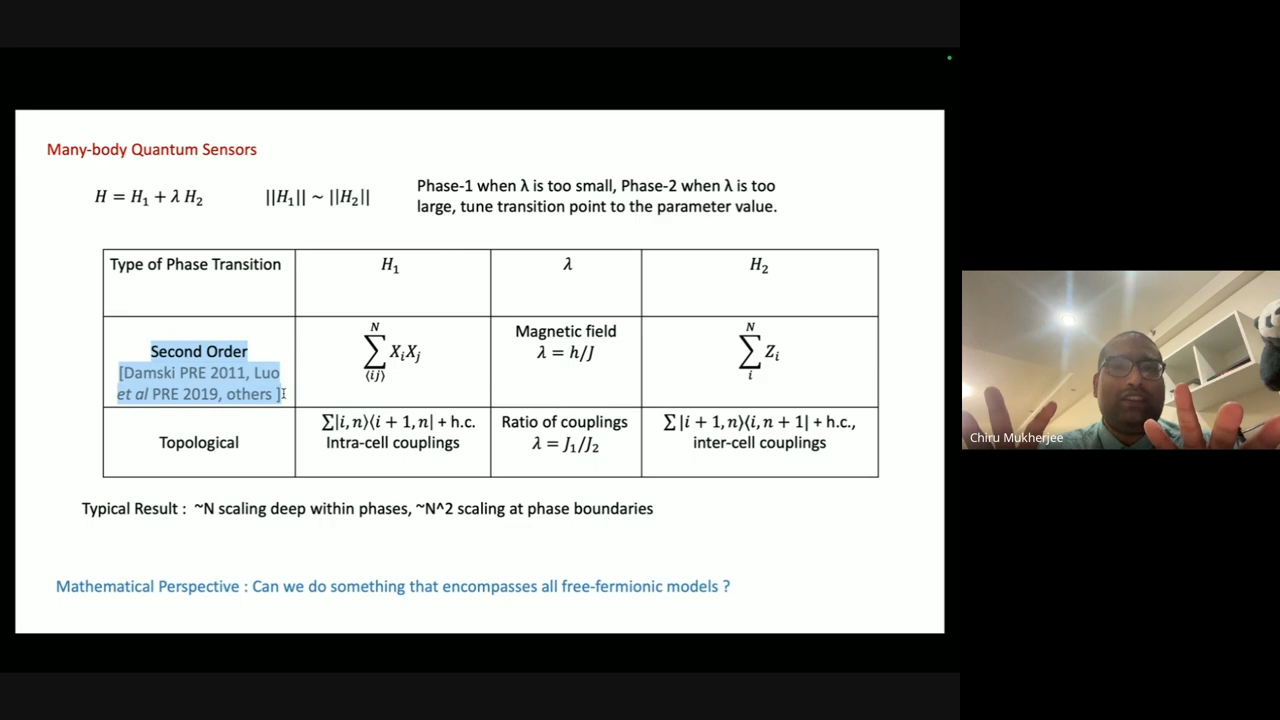 Many-body Quantum Sensors
H = H₁ + λ H₂
||H₁|| ~ ||H₂||
Phase-1 when λ is too small, Phase-2 when λ is too
large, tune transition point to the parameter value.
Type of Phase Transition
H₁
λ
H₂
Second Order
[Damski PRE 2011, Luo
et al PRE 2019, others ]
N
∑ XᵢXⱼ
⟨ij⟩
Magnetic field
λ = h/J
N
∑ Zᵢ
i
Topological
∑|i, n⟩⟨i + 1, n| + h.c.
Intra-cell couplings
Ratio of couplings
λ = J₁/J₂
∑|i + 1, n⟩⟨i, n + 1| + h.c.,
inter-cell couplings
Typical Result : ~N scaling deep within phases, ~N^2 scaling at phase boundaries
Mathematical Perspective : Can we do something that encompasses all free-fermionic models ?
Chiru Mukherjee